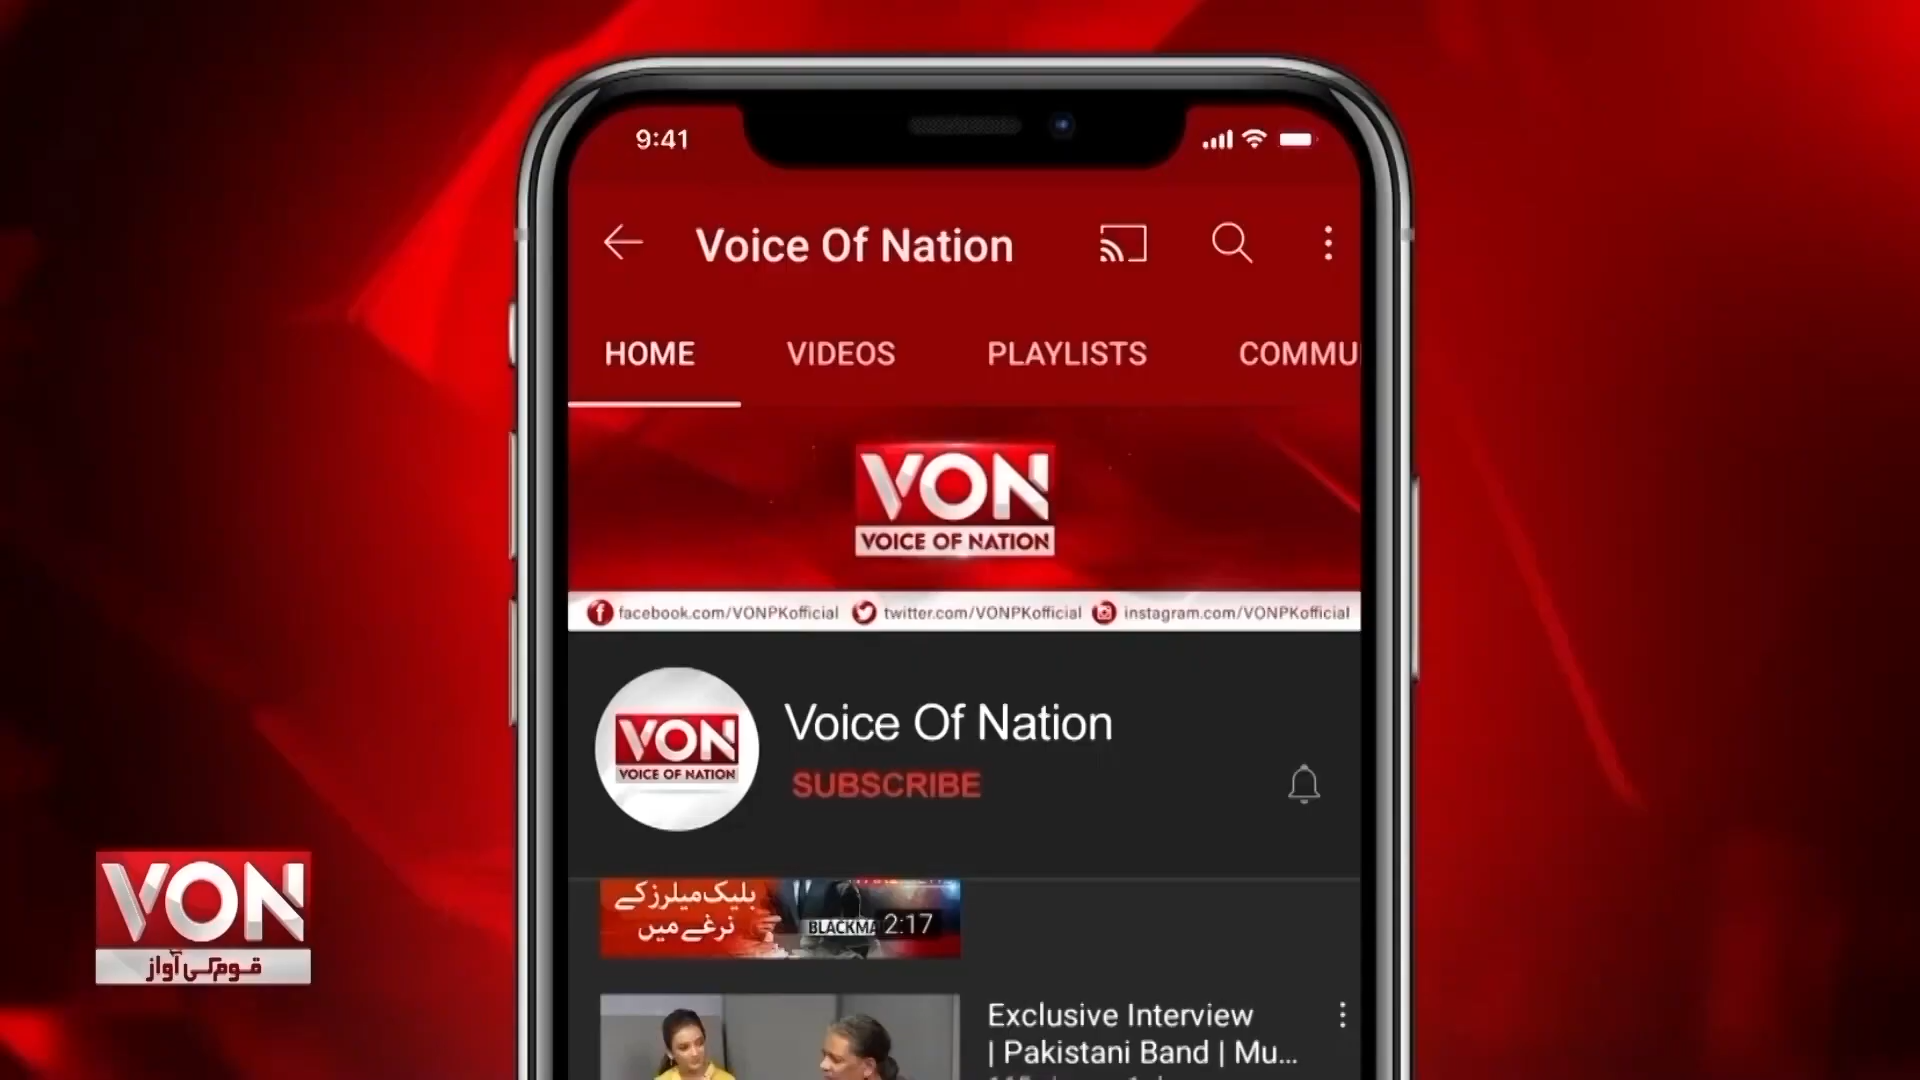 9:41
Voice Of Nation
HOME VIDEOS PLAYLISTS COMMU
VON
VOICE OF NATION
facebook.com/VONPKofficial twitter.com/VONPKofficial instagram.com/VONPKofficial
VON
VOICE OF NATION
Voice Of Nation
SUBSCRIBE
بلیک میلرز کے
نرغے میں
BLACKMA
2:17
Exclusive Interview
| Pakistani Band | Mu...
VON
قوم کی آواز